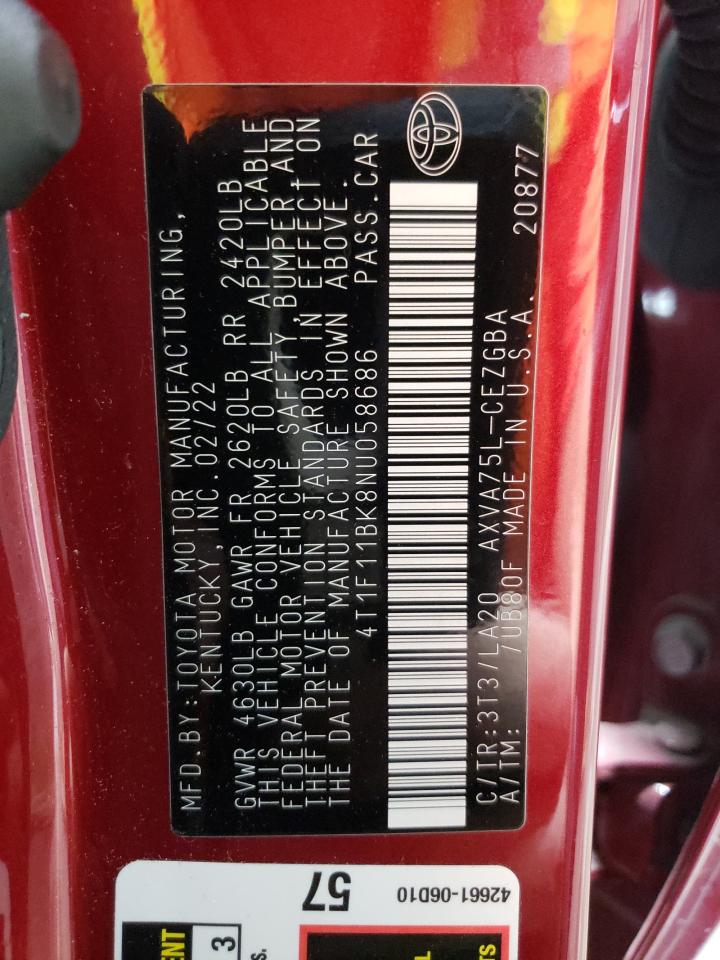 MFD.BY:TOYOTA MOTOR MANUFACTURING,
KENTUCKY,INC.02/22
GVWR 4630LB GAWR FR 2620LB RR 2420LB
THIS VEHICLE CONFORMS TO ALL APPLICABLE
FEDERAL MOTOR VEHICLE SAFETY,BUMPER,AND
THEFT PREVENTION STANDARDS IN EFFECT ON
THE DATE OF MANUFACTURE SHOWN ABOVE.
4T1F11BK8NU058686 PASS.CAR
C/TR:3T3/LA20 AXVA75L-CEZGBA
A/TM: /UB80F MADE IN U.S.A. 20877
57
42661-06D10
ENT
3
s.
L
TS